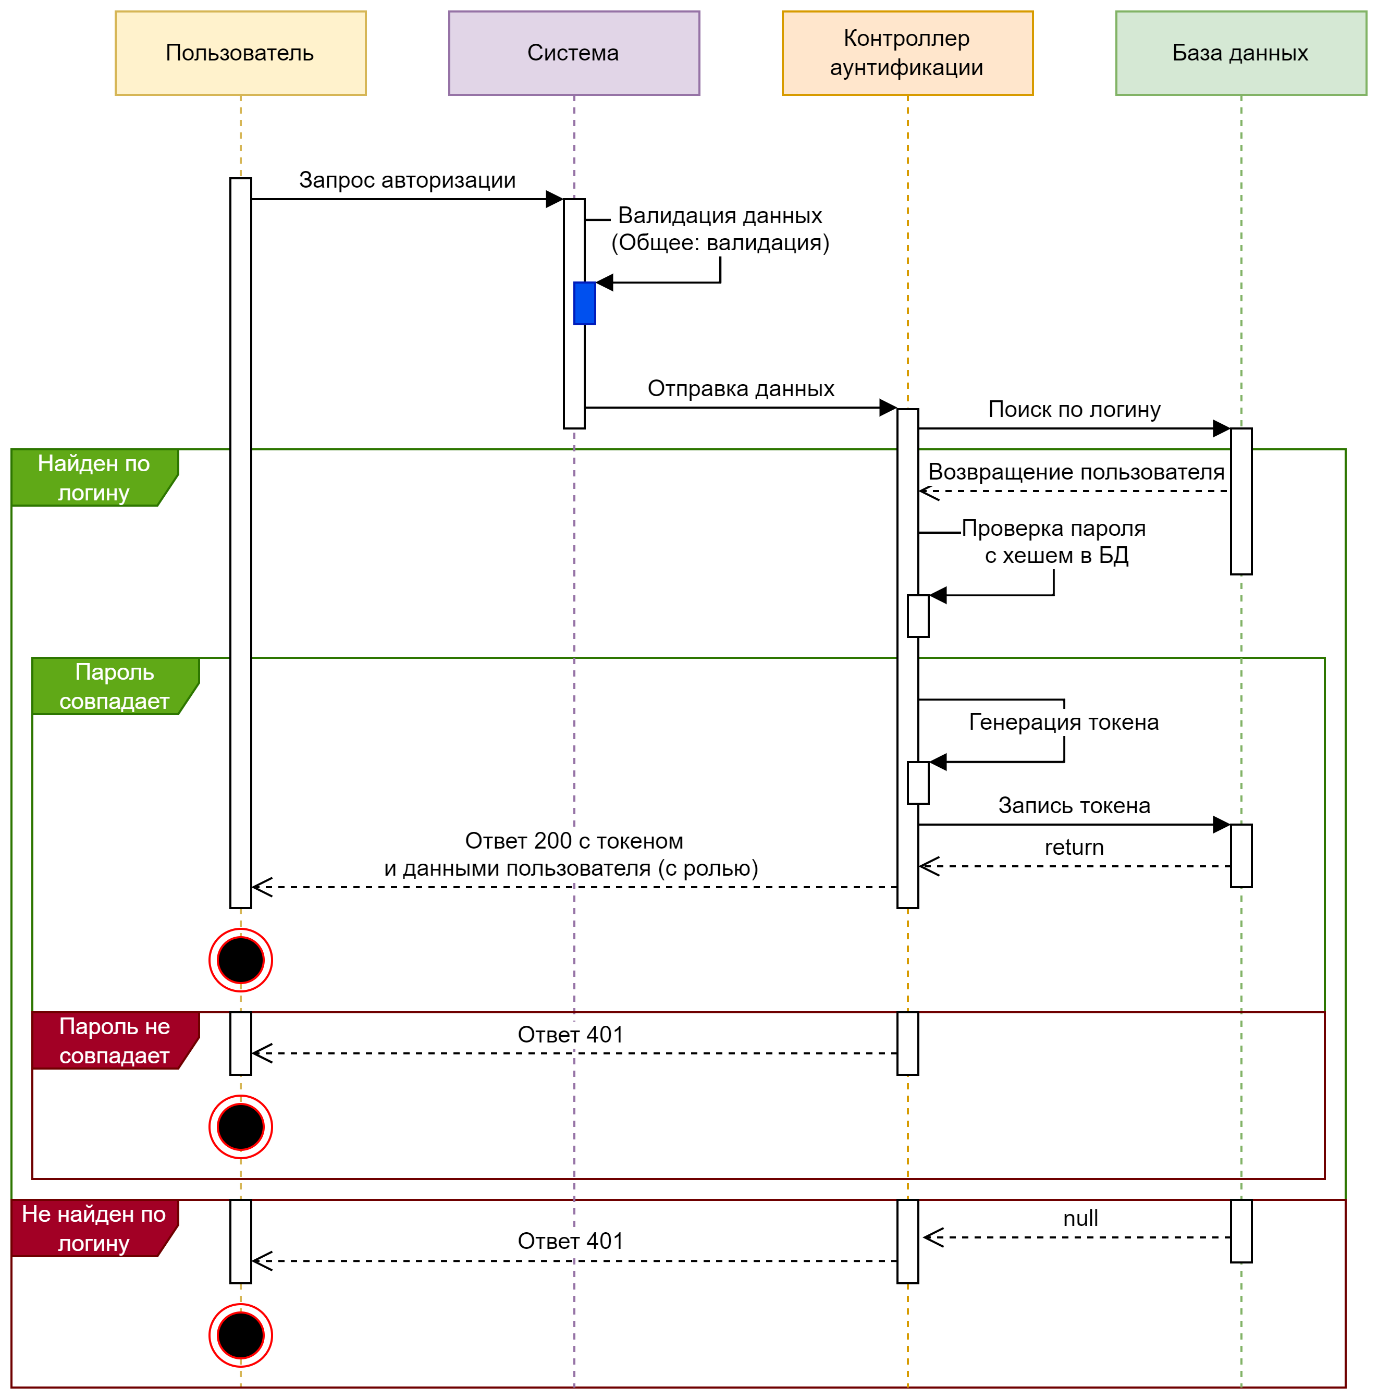 Пользователь
Система
Контроллер
аунтификации
База данных
Запрос авторизации
Валидация данных
(Общее: валидация)
Отправка данных
Поиск по логину
Найден по
логину
Возвращение пользователя
Проверка пароля
с хешем в БД
Пароль
совпадает
Генерация токена
Запись токена
Ответ 200 с токеном
и данными пользователя (с ролью)
return
Пароль не
совпадает
Ответ 401
Не найден по
логину
null
Ответ 401